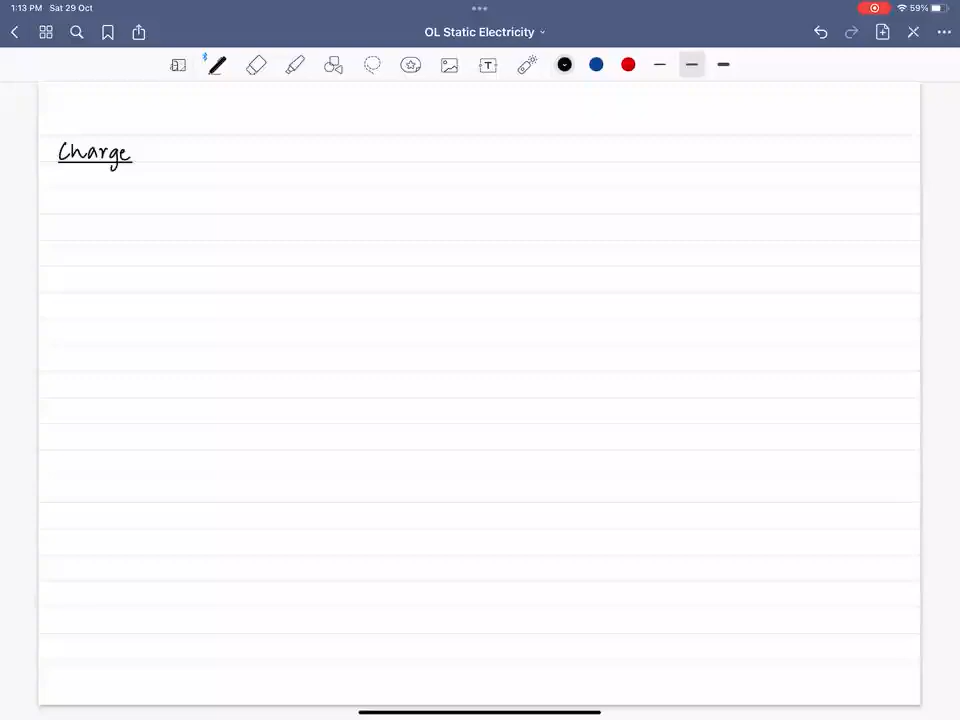 1:13 PM Sat 29 Oct
59%
OL Static Electricity
T
Charge